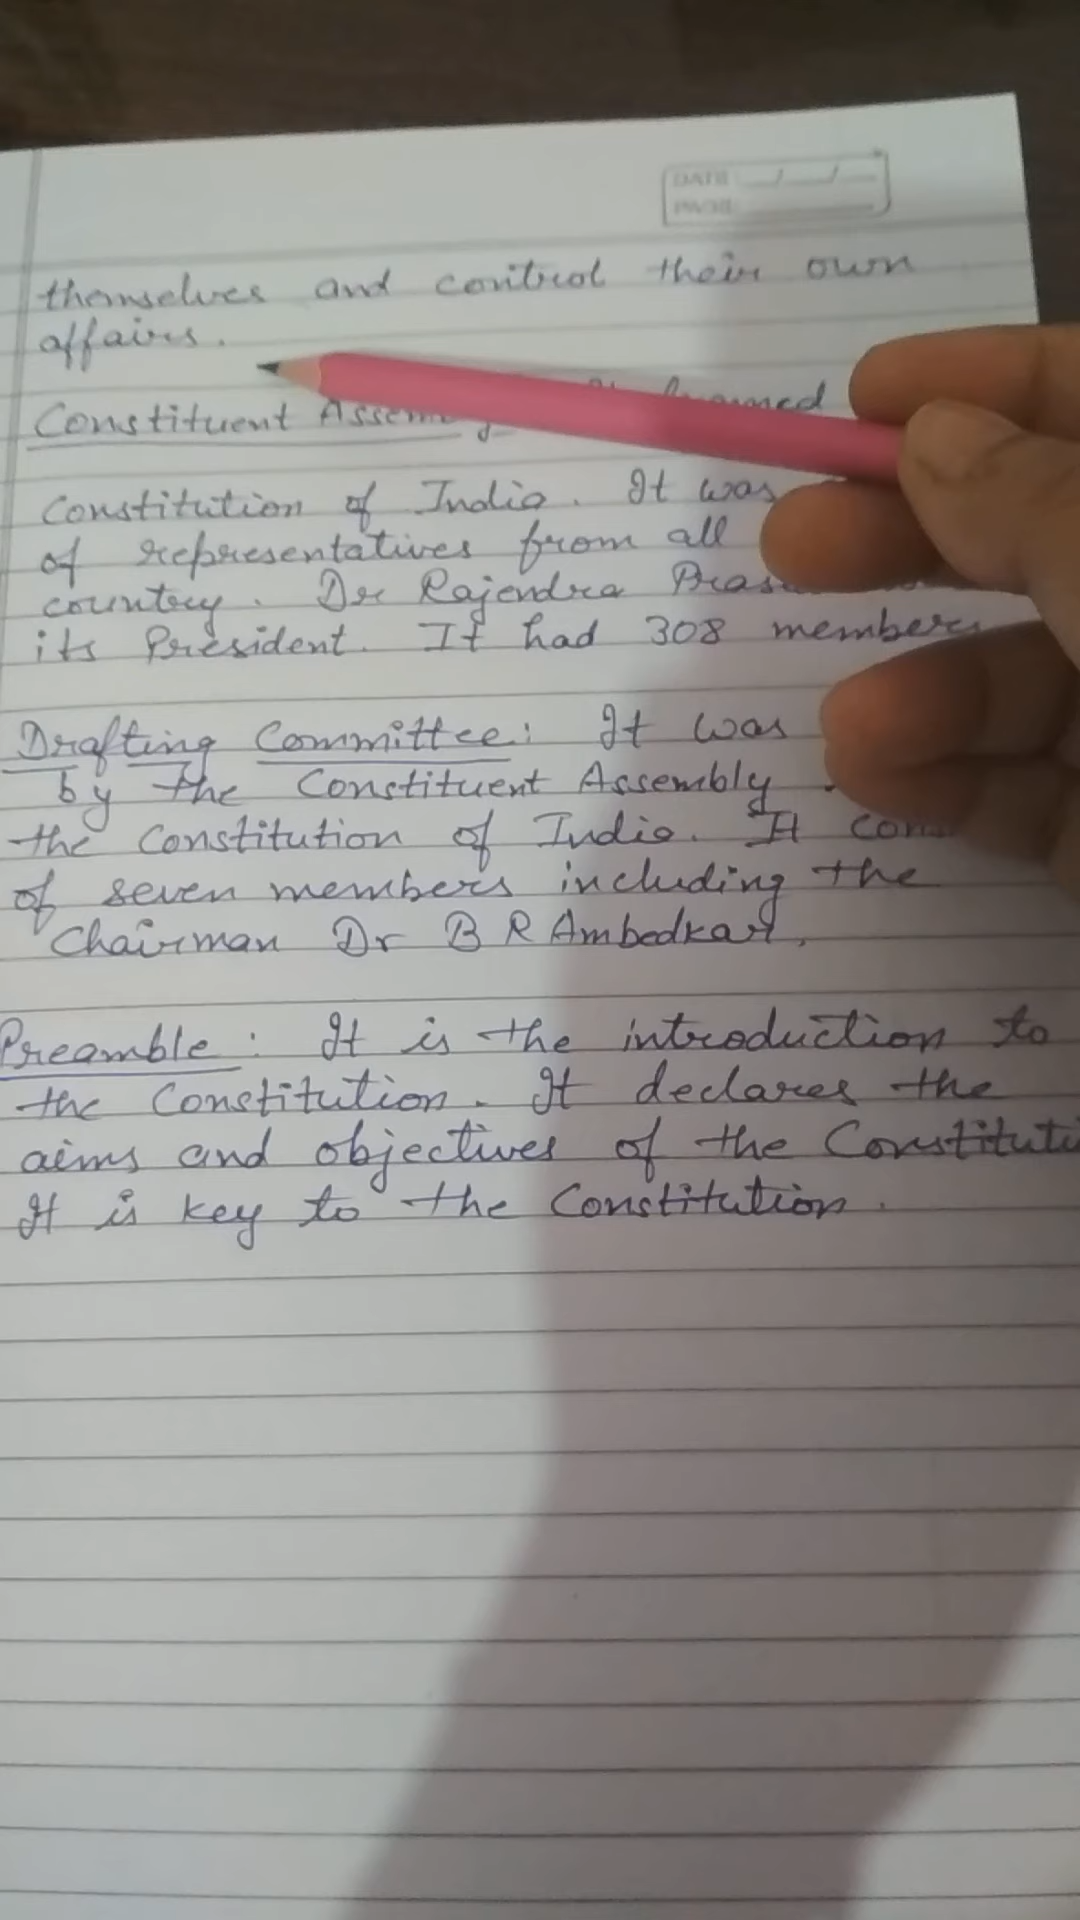 DATE
PAGE
themselves and control their own
affairs.
Constituent
Constitution of India. It was
of representatives from all
country. Dr Rajendra
its President. It had 308 members
Drafting Committee: It was
by the Constituent Assembly
the Constitution of India. It
of seven members including the
Chairman Dr B R Ambedkar.
Preamble: It is the introduction to
the Constitution. It declares the
aims and objectives of the
It is key to the Constitution.